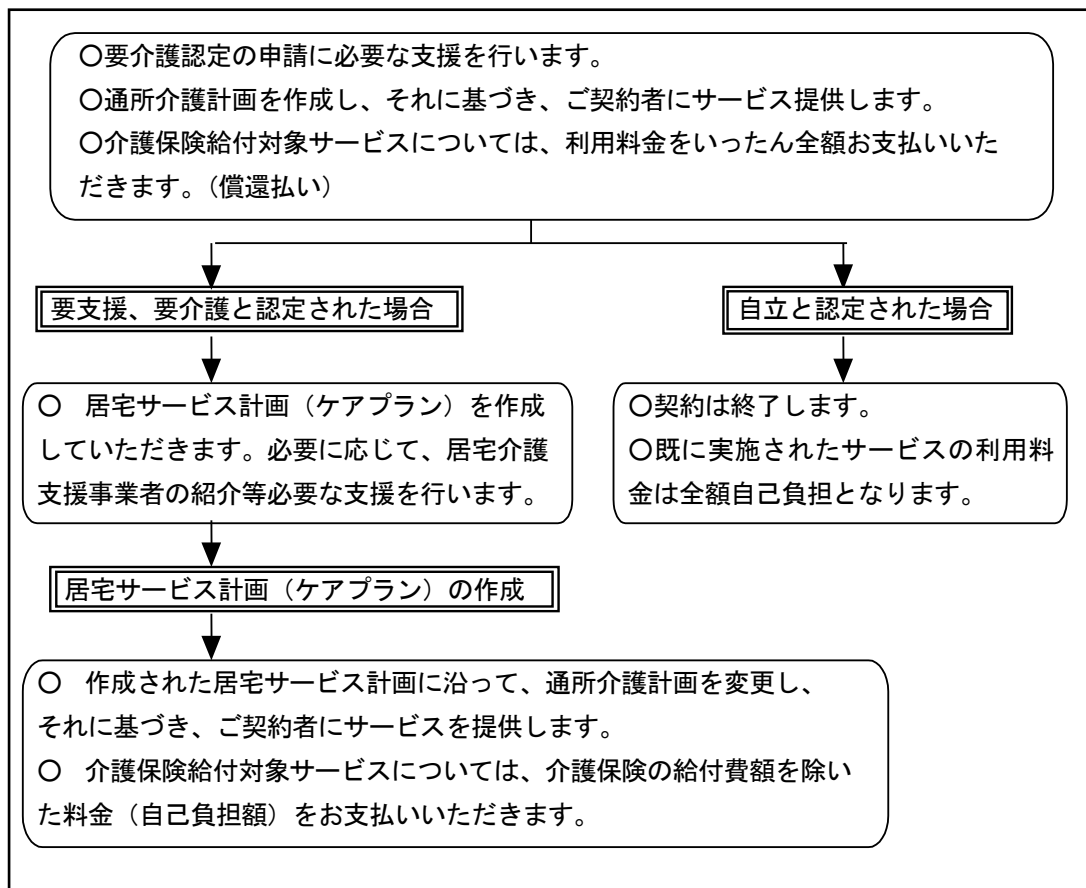 〇要介護認定の申請に必要な支援を行います。
〇通所介護計画を作成し、それに基づき、ご契約者にサービス提供します。
〇介護保険給付対象サービスについては、利用料金をいったん全額お支払いいた
だきます。（償還払い）
要支援、要介護と認定された場合
自立と認定された場合
〇　居宅サービス計画（ケアプラン）を作成
していただきます。必要に応じて、居宅介護
支援事業者の紹介等必要な支援を行います。
〇契約は終了します。
〇既に実施されたサービスの利用料
金は全額自己負担となります。
居宅サービス計画（ケアプラン）の作成
〇　作成された居宅サービス計画に沿って、通所介護計画を変更し、
それに基づき、ご契約者にサービスを提供します。
〇　介護保険給付対象サービスについては、介護保険の給付費額を除い
た料金（自己負担額）をお支払いいただきます。